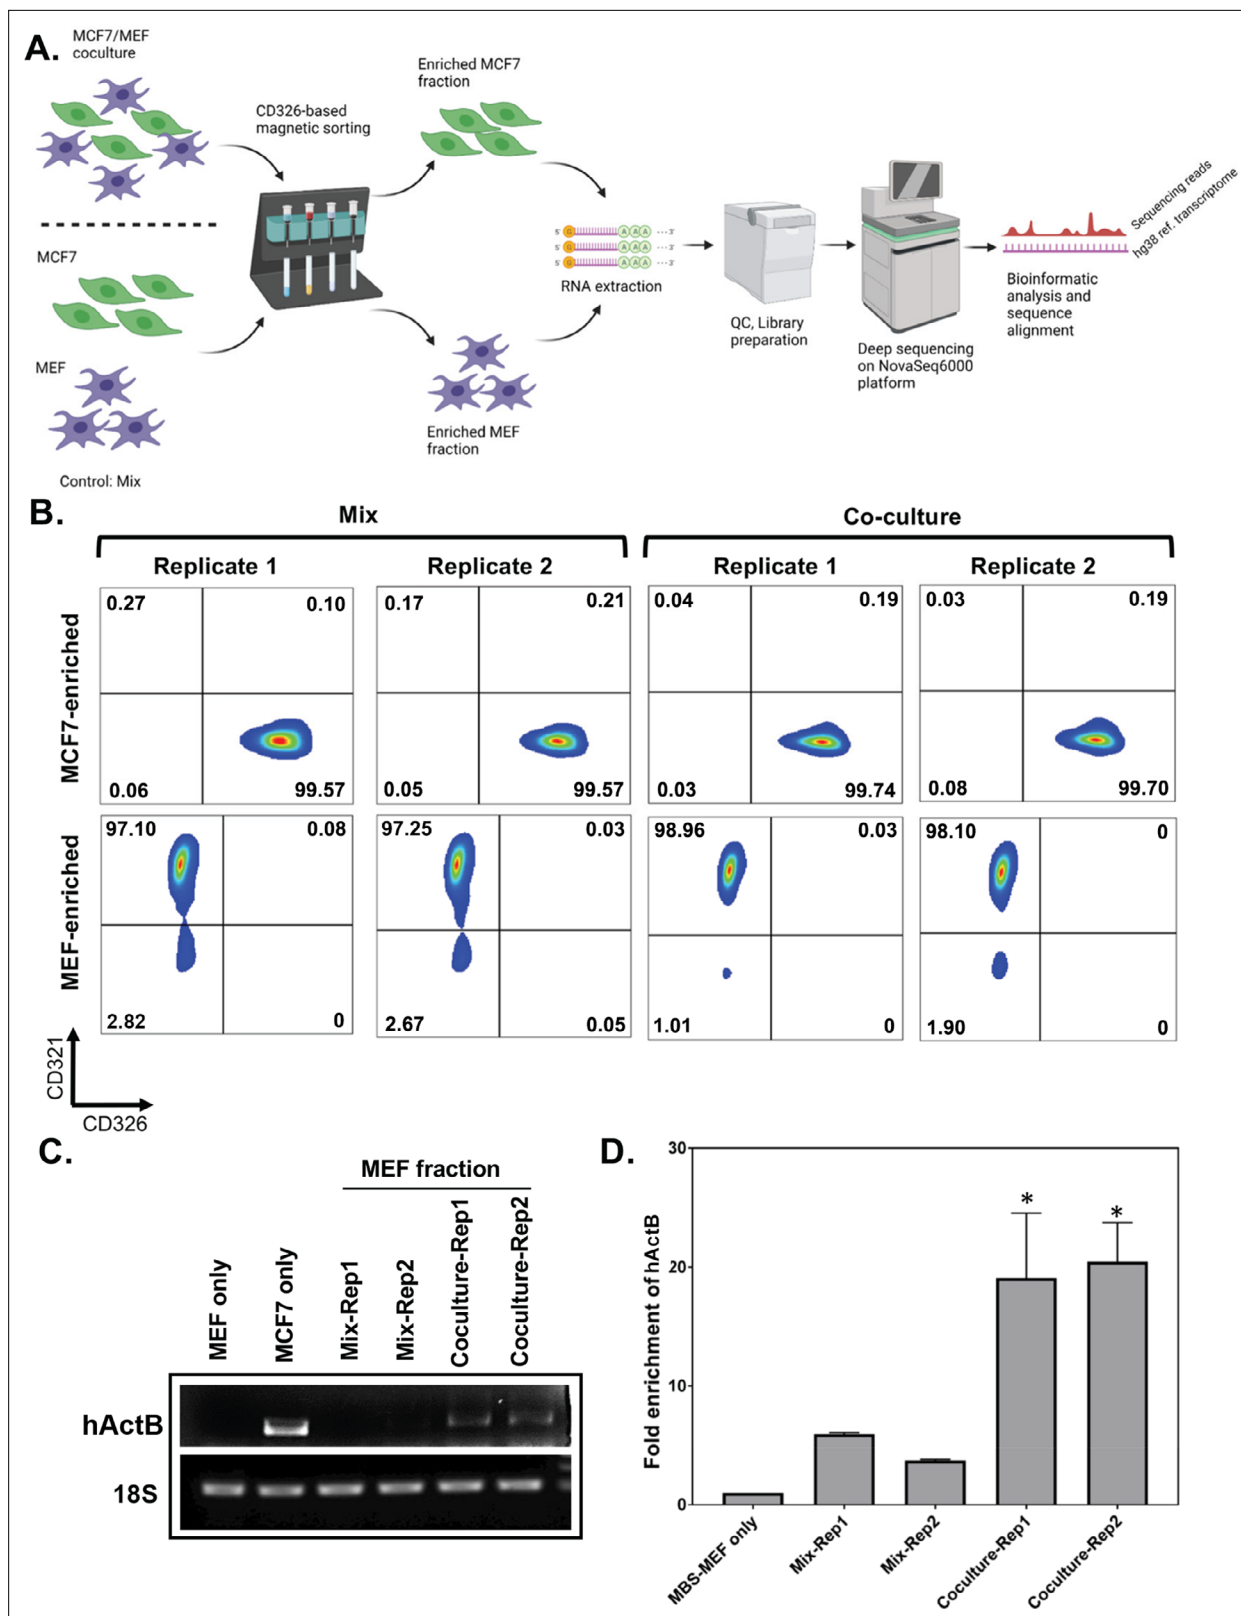 A.
MCF7/MEF
coculture
CD326-based
magnetic sorting
Enriched MCF7
fraction
MCF7
MEF
Control: Mix
Enriched MEF
fraction
5' G A A A ···3'
5' G A A A ···3'
5' G A A A ···3'
RNA extraction
QC, Library
preparation
Deep sequencing
on NovaSeq6000
platform
Sequencing reads
hg38 ref. transcriptome
Bioinformatic
analysis and
sequence
alignment
B.
Mix
Co-culture
Replicate 1
Replicate 2
Replicate 1
Replicate 2
MCF7-enriched
0.27 0.10
0.06 99.57
0.17 0.21
0.05 99.57
0.04 0.19
0.03 99.74
0.03 0.19
0.08 99.70
MEF-enriched
97.10 0.08
2.82 0
97.25 0.03
2.67 0.05
98.96 0.03
1.01 0
98.10 0
1.90 0
CD321
CD326
C.
MEF fraction
MEF only
MCF7 only
Mix-Rep1
Mix-Rep2
Coculture-Rep1
Coculture-Rep2
hActB
18S
D.
Fold enrichment of hActB
30
20
10
0
*
*
MBS-MEF only
Mix-Rep1
Mix-Rep2
Coculture-Rep1
Coculture-Rep2